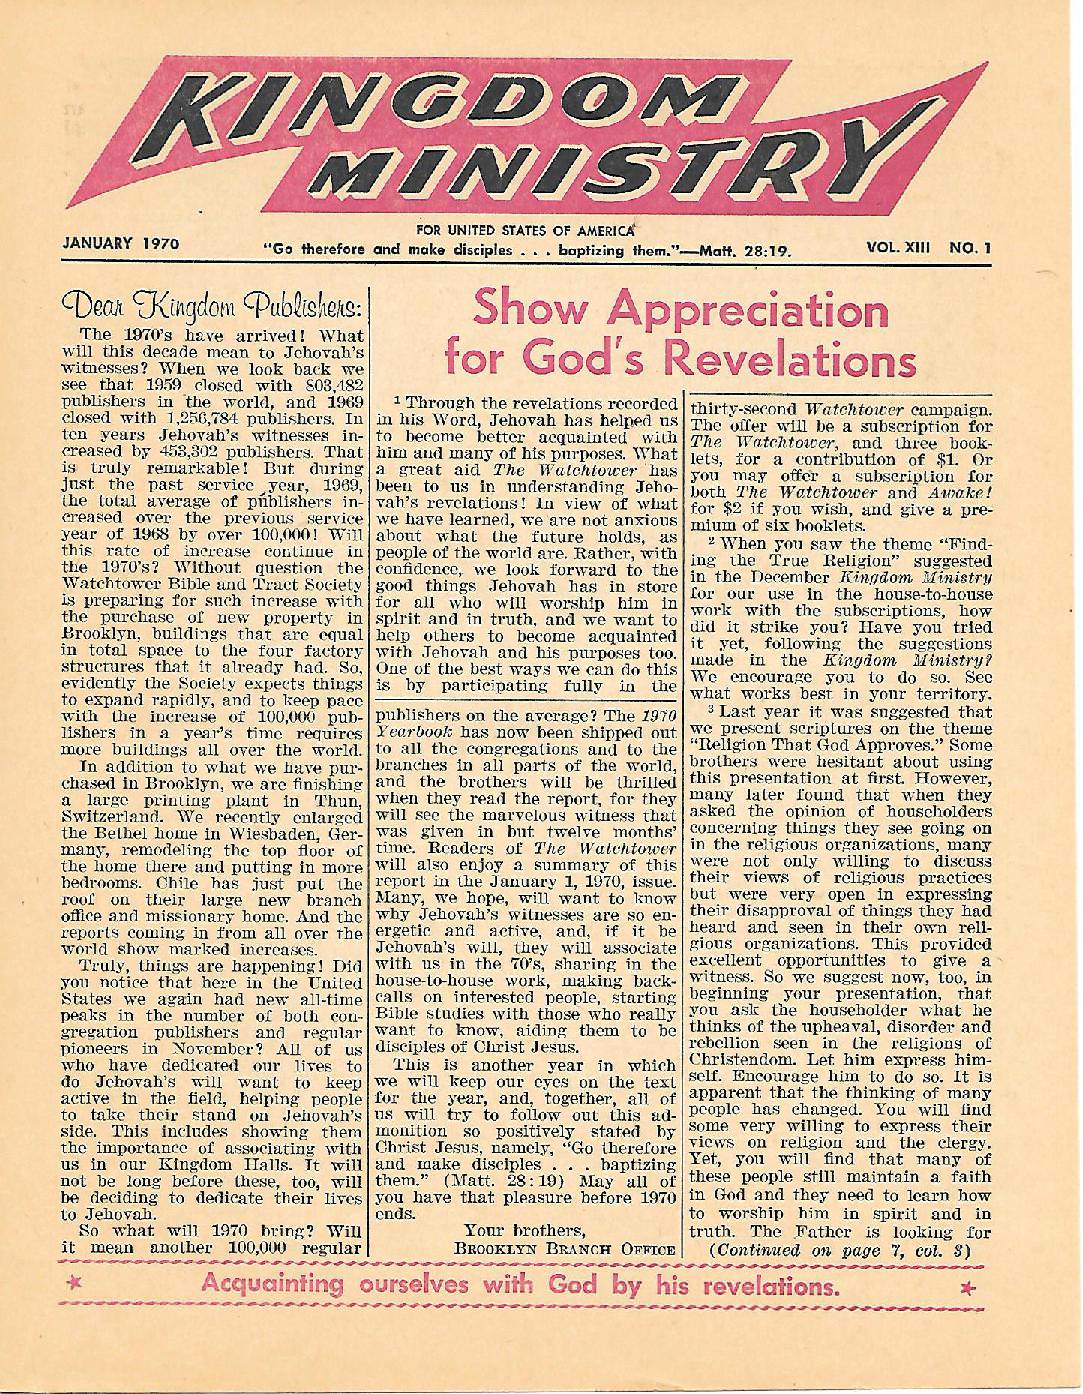 KINGDOM
MINISTRY
FOR UNITED STATES OF AMERICA
JANUARY 1970
"Go therefore and make disciples . . . baptizing them."—Matt. 28:19.
VOL. XIII NO. 1
Dear Kingdom Publishers:
The 1970's have arrived! What
will this decade mean to Jehovah's
witnesses? When we look back we
see that 1959 closed with 803,482
publishers in the world, and 1969
closed with 1,256,784 publishers. In
ten years Jehovah's witnesses in-
creased by 453,302 publishers. That
is truly remarkable! But during
just the past service year, 1969,
the total average of publishers in-
creased over the previous service
year of 1968 by over 100,000! Will
this rate of increase continue in
the 1970's? Without question the
Watchtower Bible and Tract Society
is preparing for such increase with
the purchase of new property in
Brooklyn, buildings that are equal
in total space to the four factory
structures that it already had. So,
evidently the Society expects things
to expand rapidly, and to keep pace
with the increase of 100,000 pub-
lishers in a year's time requires
more buildings all over the world.
In addition to what we have pur-
chased in Brooklyn, we are finishing
a large printing plant in Thun,
Switzerland. We recently enlarged
the Bethel home in Wiesbaden, Ger-
many, remodeling the top floor of
the home there and putting in more
bedrooms. Chile has just put the
roof on their large new branch
office and missionary home. And the
reports coming in from all over the
world show marked increases.
Truly, things are happening! Did
you notice that here in the United
States we again had new all-time
peaks in the number of both con-
gregation publishers and regular
pioneers in November? All of us
who have dedicated our lives to
do Jehovah's will want to keep
active in the field, helping people
to take their stand on Jehovah's
side. This includes showing them
the importance of associating with
us in our Kingdom Halls. It will
not be long before these, too, will
be deciding to dedicate their lives
to Jehovah.
So what will 1970 bring? Will
it mean another 100,000 regular
publishers on the average? The 1970
Yearbook has now been shipped out
to all the congregations and to the
branches in all parts of the world,
and the brothers will be thrilled
when they read the report, for they
will see the marvelous witness that
was given in but twelve months'
time. Readers of The Watchtower
will also enjoy a summary of this
report in the January 1, 1970, issue.
Many, we hope, will want to know
why Jehovah's witnesses are so en-
ergetic and active, and, if it be
Jehovah's will, they will associate
with us in the 70's, sharing in the
house-to-house work, making back-
calls on interested people, starting
Bible studies with those who really
want to know, aiding them to be
disciples of Christ Jesus.
This is another year in which
we will keep our eyes on the text
for the year, and, together, all of
us will try to follow out this ad-
monition so positively stated by
Christ Jesus, namely, "Go therefore
and make disciples . . . baptizing
them." (Matt. 28:19) May all of
you have that pleasure before 1970
ends.
Your brothers,
BROOKLYN BRANCH OFFICE
Show Appreciation
for God's Revelations
1 Through the revelations recorded
in his Word, Jehovah has helped us
to become better acquainted with
him and many of his purposes. What
a great aid The Watchtower has
been to us in understanding Jeho-
vah's revelations! In view of what
we have learned, we are not anxious
about what the future holds, as
people of the world are. Rather, with
confidence, we look forward to the
good things Jehovah has in store
for all who will worship him in
spirit and in truth, and we want to
help others to become acquainted
with Jehovah and his purposes too.
One of the best ways we can do this
is by participating fully in the
thirty-second Watchtower campaign.
The offer will be a subscription for
The Watchtower, and three book-
lets, for a contribution of $1. Or
you may offer a subscription for
both The Watchtower and Awake!
for $2 if you wish, and give a pre-
mium of six booklets.
2 When you saw the theme "Find-
ing the True Religion" suggested
in the December Kingdom Ministry
for our use in the house-to-house
work with the subscriptions, how
did it strike you? Have you tried
it yet, following the suggestions
made in the Kingdom Ministry?
We encourage you to do so. See
what works best in your territory.
3 Last year it was suggested that
we present scriptures on the theme
"Religion That God Approves." Some
brothers were hesitant about using
this presentation at first. However,
many later found that when they
asked the opinion of householders
concerning things they see going on
in the religious organizations, many
were not only willing to discuss
their views of religious practices
but were very open in expressing
their disapproval of things they had
heard and seen in their own reli-
gious organizations. This provided
excellent opportunities to give a
witness. So we suggest now, too, in
beginning your presentation, that
you ask the householder what he
thinks of the upheaval, disorder and
rebellion seen in the religions of
Christendom. Let him express him-
self. Encourage him to do so. It is
apparent that the thinking of many
people has changed. You will find
some very willing to express their
views on religion and the clergy.
Yet, you will find that many of
these people still maintain a faith
in God and they need to learn how
to worship him in spirit and in
truth. The Father is looking for
(Continued on page 7, col. 3)
★ Acquainting ourselves with God by his revelations. ★